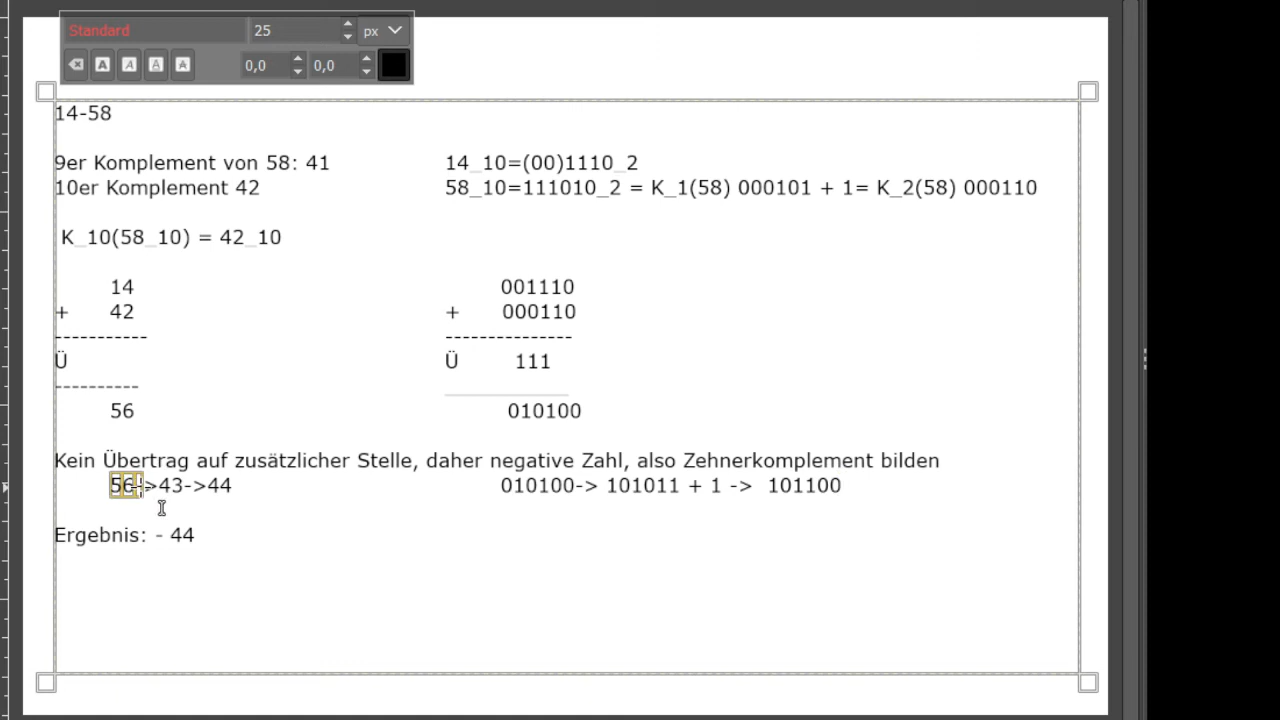 Standard 25 px
A A A A 0,0 0,0
14-58
9er Komplement von 58: 41 14_10=(00)1110_2
10er Komplement 42 58_10=111010_2 = K_1(58) 000101 + 1= K_2(58) 000110
K_10(58_10) = 42_10
14 001110
+ 42 + 000110
----------- ---------------
Ü Ü 111
----------
56 010100
Kein Übertrag auf zusätzlicher Stelle, daher negative Zahl, also Zehnerkomplement bilden
56->43->44 010100-> 101011 + 1 -> 101100
Ergebnis: - 44